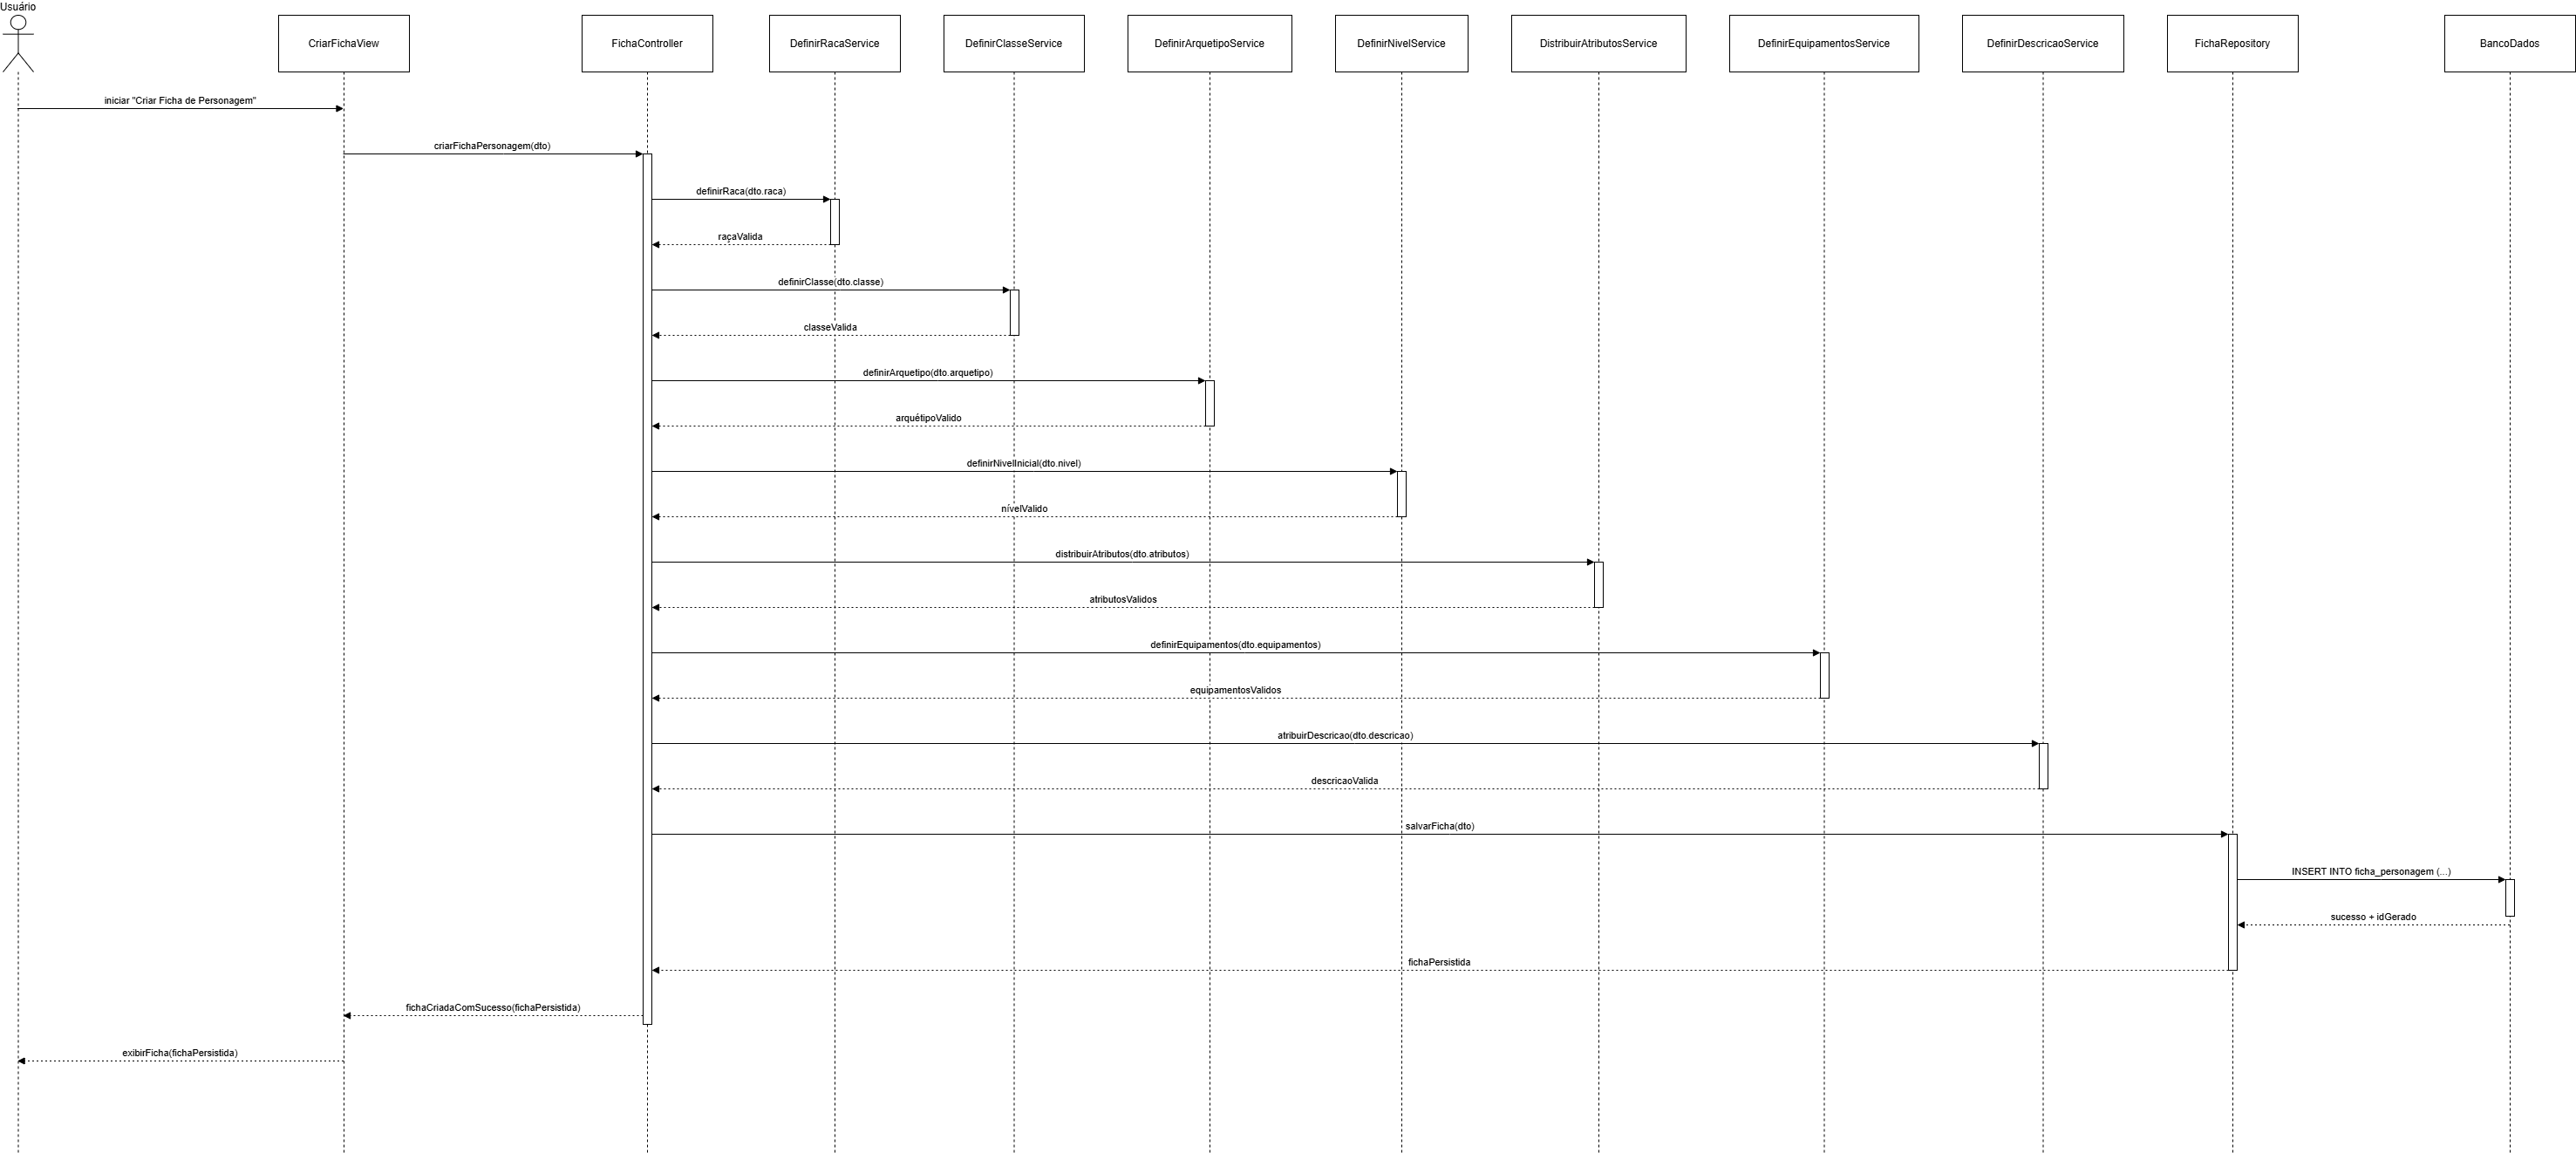 Usuário
CriarFichaView
FichaController
DefinirRacaService
DefinirClasseService
DefinirArquetipoService
DefinirNivelService
DistribuirAtributosService
DefinirEquipamentosService
DefinirDescricaoService
FichaRepository
BancoDados
iniciar "Criar Ficha de Personagem"
criarFichaPersonagem(dto)
definirRaca(dto.raca)
raçaValida
definirClasse(dto.classe)
classeValida
definirArquetipo(dto.arquetipo)
arquétipoValido
definirNivelInicial(dto.nivel)
nívelValido
distribuirAtributos(dto.atributos)
atributosValidos
definirEquipamentos(dto.equipamentos)
equipamentosValidos
atribuirDescricao(dto.descricao)
descricaoValida
salvarFicha(dto)
INSERT INTO ficha_personagem (...)
sucesso + idGerado
fichaPersistida
fichaCriadaComSucesso(fichaPersistida)
exibirFicha(fichaPersistida)